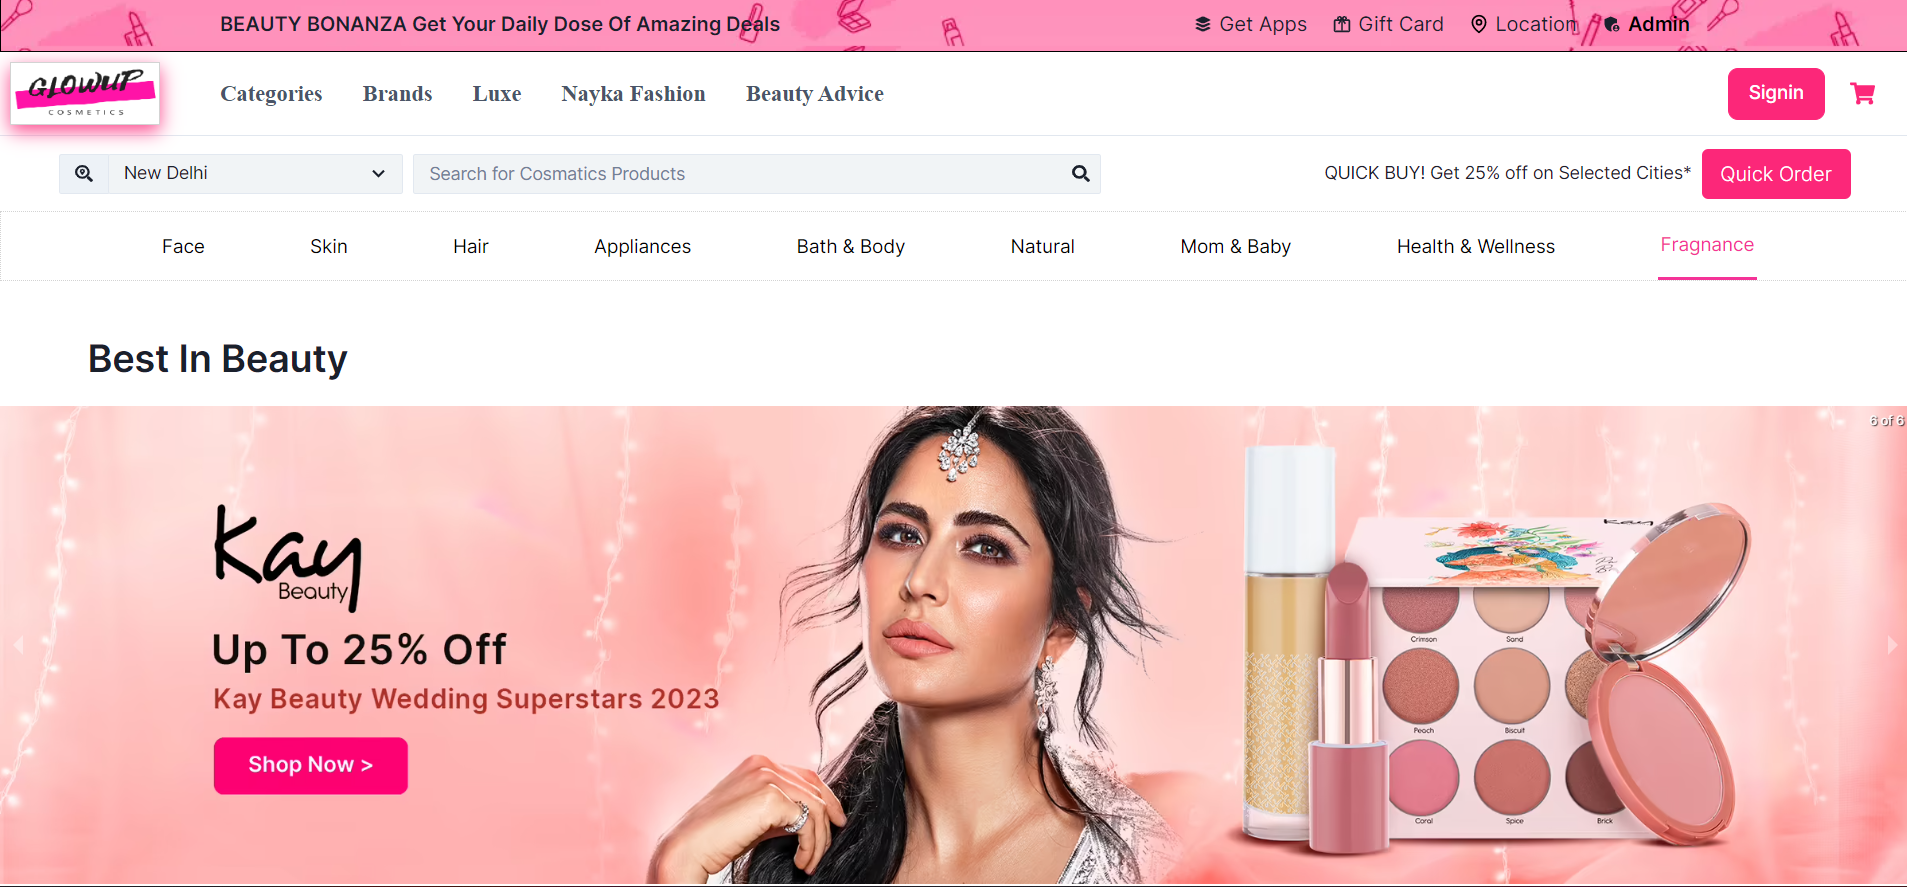 BEAUTY BONANZA Get Your Daily Dose Of Amazing Deals
Get Apps
Gift Card
Location
Admin
GLOWUP
COSMETICS
Categories
Brands
Luxe
Nayka Fashion
Beauty Advice
Signin
New Delhi
Search for Cosmatics Products
QUICK BUY! Get 25% off on Selected Cities*
Quick Order
Face
Skin
Hair
Appliances
Bath & Body
Natural
Mom & Baby
Health & Wellness
Fragnance
Best In Beauty
6 of 6
Kay
Beauty
Up To 25% Off
Kay Beauty Wedding Superstars 2023
Shop Now >
Kay
Crimson
Sand
Peach
Biscuit
Coral
Spice
Brick